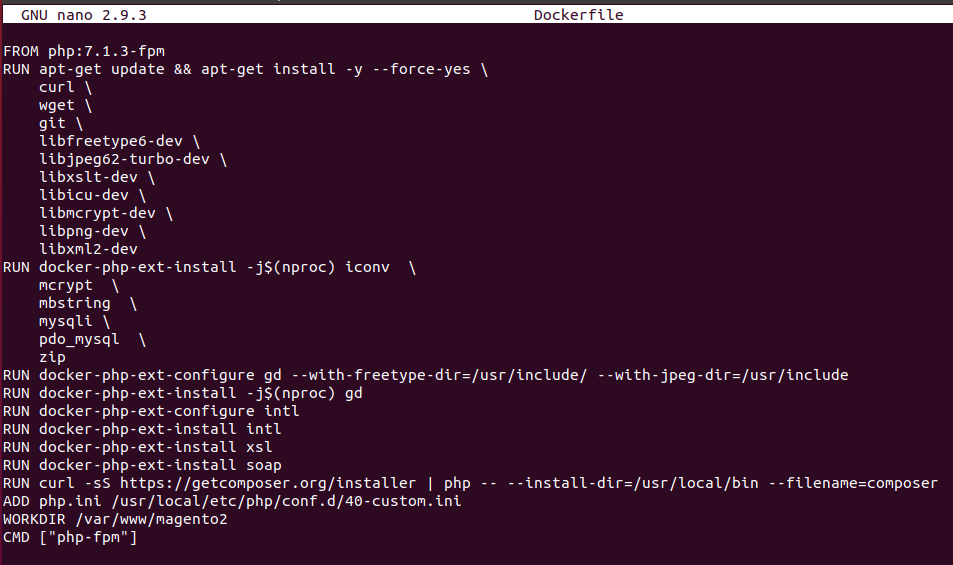 GNU nano 2.9.3 Dockerfile
FROM php:7.1.3-fpm
RUN apt-get update && apt-get install -y --force-yes \
    curl \
    wget \
    git \
    libfreetype6-dev \
    libjpeg62-turbo-dev \
    libxslt-dev \
    libicu-dev \
    libmcrypt-dev \
    libpng-dev \
    libxml2-dev
RUN docker-php-ext-install -j$(nproc) iconv  \
    mcrypt  \
    mbstring  \
    mysqli \
    pdo_mysql  \
    zip
RUN docker-php-ext-configure gd --with-freetype-dir=/usr/include/ --with-jpeg-dir=/usr/include
RUN docker-php-ext-install -j$(nproc) gd
RUN docker-php-ext-configure intl
RUN docker-php-ext-install intl
RUN docker-php-ext-install xsl
RUN docker-php-ext-install soap
RUN curl -sS https://getcomposer.org/installer | php -- --install-dir=/usr/local/bin --filename=composer
ADD php.ini /usr/local/etc/php/conf.d/40-custom.ini
WORKDIR /var/www/magento2
CMD ["php-fpm"]